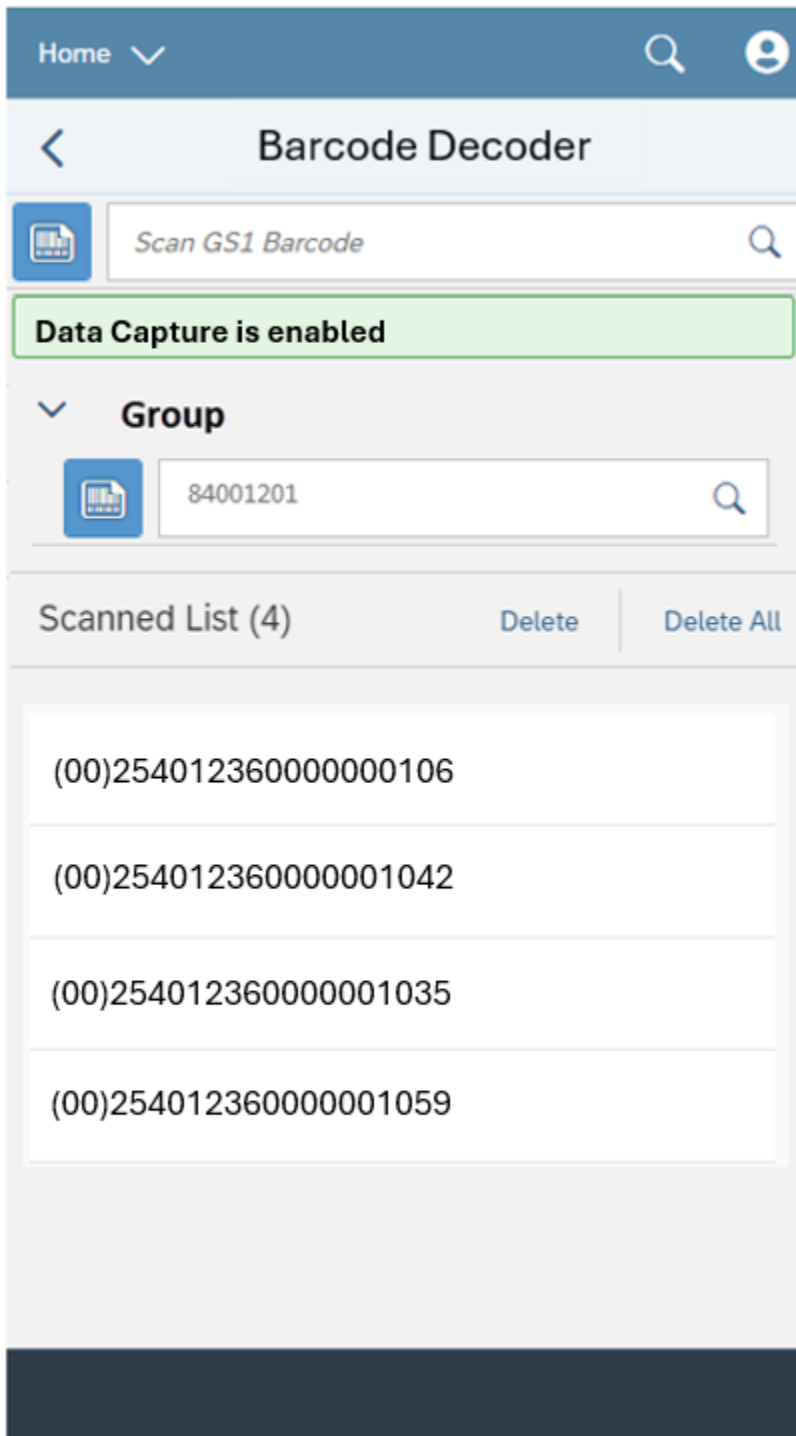 Home
Barcode Decoder
Scan GS1 Barcode
Data Capture is enabled
Group
84001201
Scanned List (4) Delete Delete All
(00)254012360000000106
(00)254012360000001042
(00)254012360000001035
(00)254012360000001059